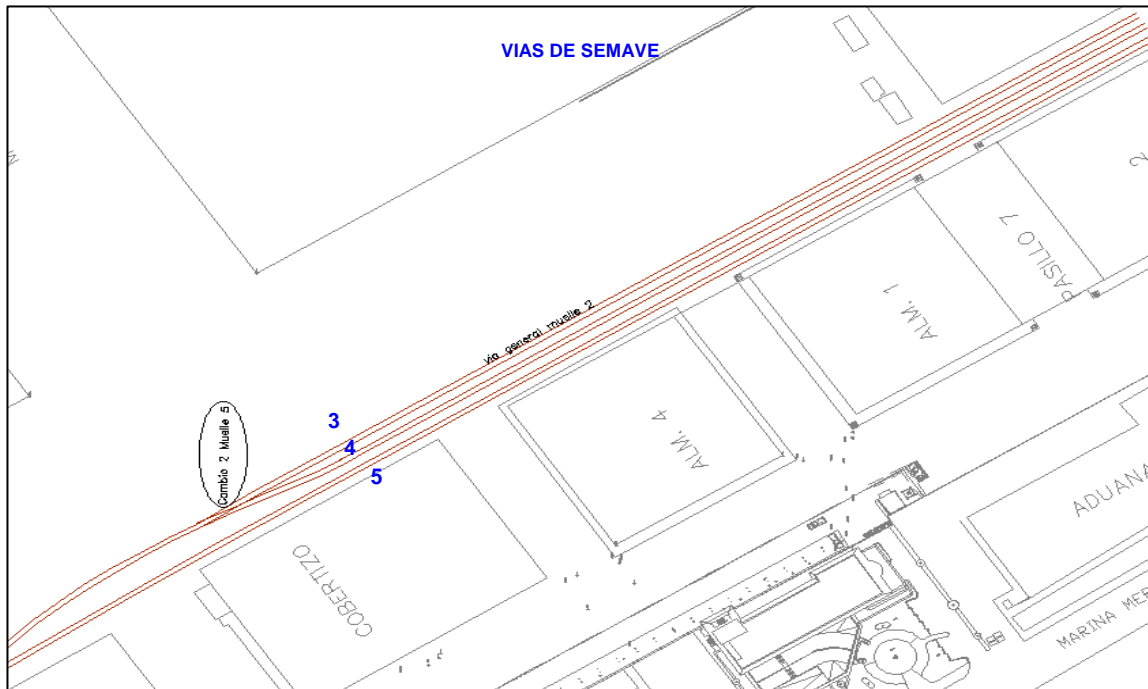 VIAS DE SEMAVE
M
2
PASILLO 7
ALM. 1
via general muelle 2
3
4
5
Cambio 2 Muelle 5
ALM. 4
ADUANA
COBERTIZO
MARINA MER